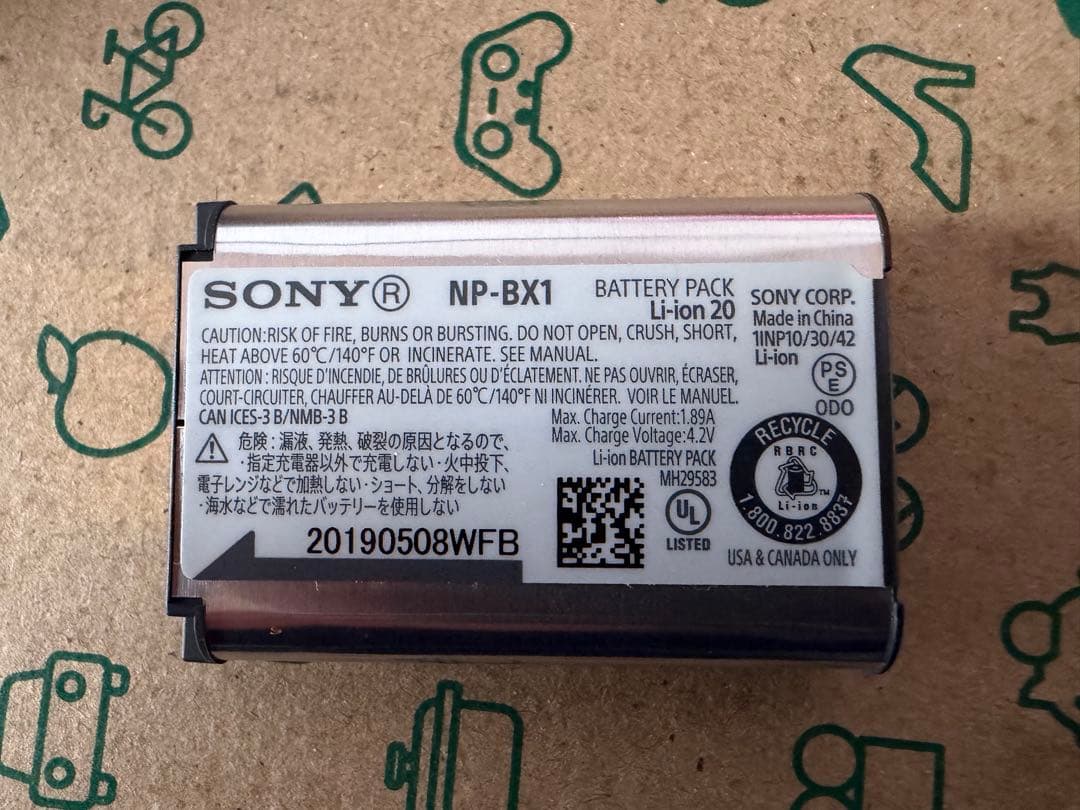 SONY® NP-BX1 BATTERY PACK
Li-ion 20
CAUTION:RISK OF FIRE, BURNS OR BURSTING. DO NOT OPEN, CRUSH, SHORT,
HEAT ABOVE 60℃/140°F OR INCINERATE. SEE MANUAL.
ATTENTION : RISQUE D'INCENDIE, DE BRÛLURES OU D'ÉCLATEMENT. NE PAS OUVRIR, ÉCRASER,
COURT-CIRCUITER, CHAUFFER AU-DELÀ DE 60℃/140°F NI INCINÉRER. VOIR LE MANUEL.
CAN ICES-3 B/NMB-3 B
危険 : 漏液、発熱、破裂の原因となるので、
・指定充電器以外で充電しない・火中投下、
電子レンジなどで加熱しない・ショート、分解をしない
・海水などで濡れたバッテリーを使用しない
20190508WFB
Max. Charge Current:1.89A
Max. Charge Voltage:4.2V
Li-ion BATTERY PACK
MH29583
UL
LISTED
SONY CORP.
Made in China
1INP10/30/42
Li-ion
PS
E
ODO
RECYCLE
RBRC
TM
Li-ion
1.800.822.8837
USA & CANADA ONLY